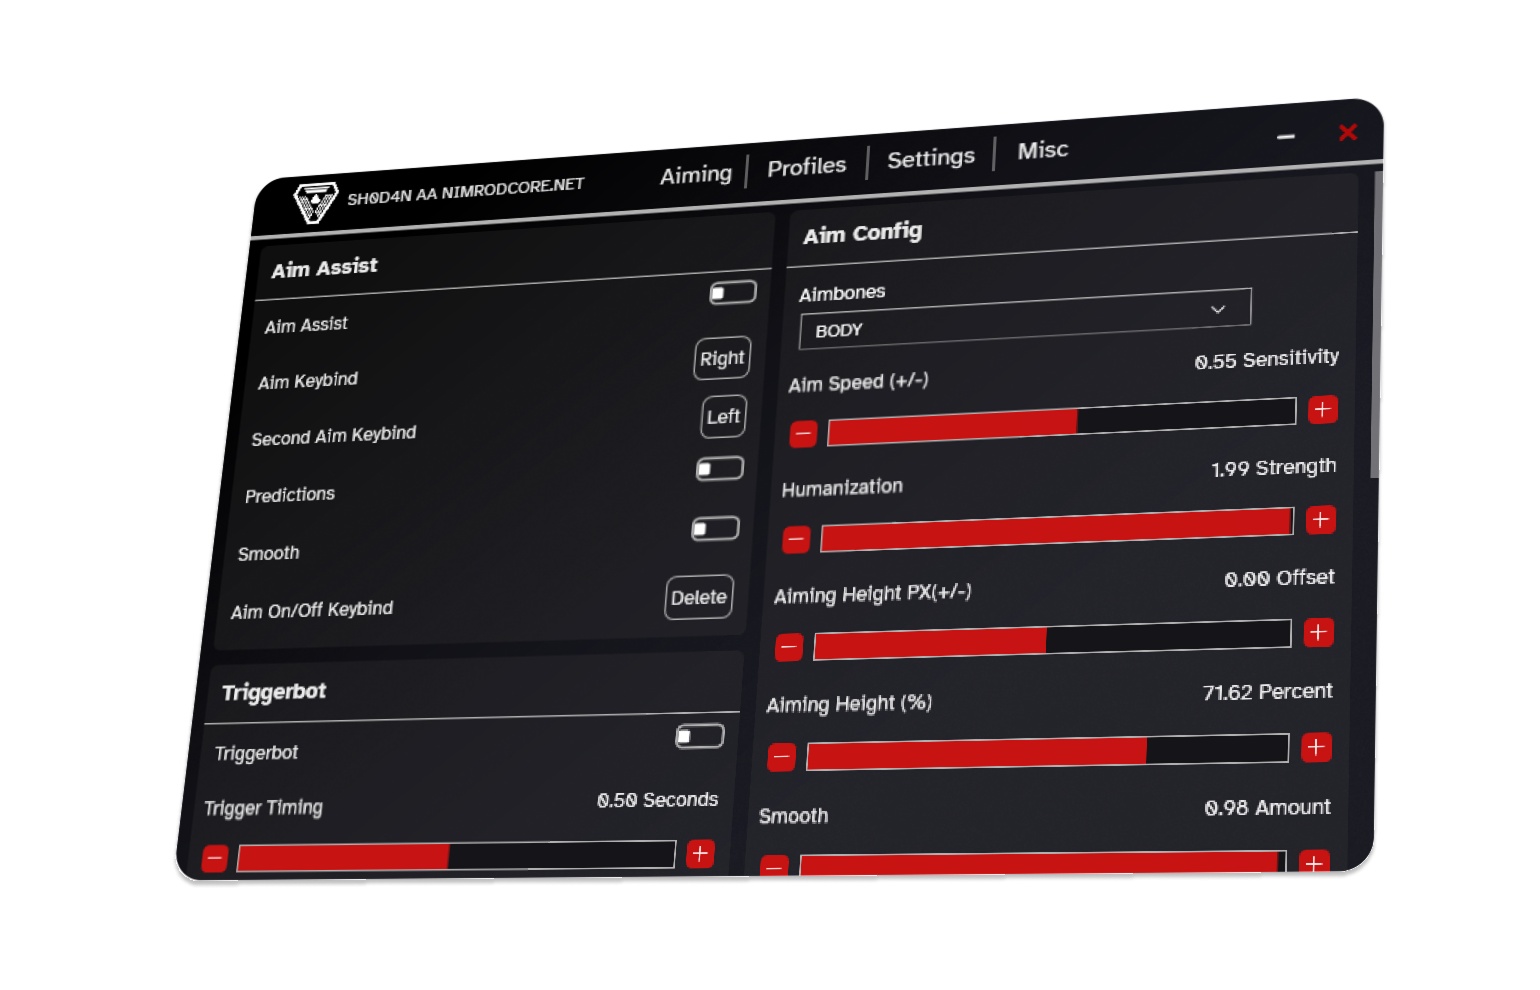 SH0D4N AA NIMRODCORE.NET
Aiming
Profiles
Settings
Misc
Aim Assist
Aim Assist
Aim Keybind
Right
Second Aim Keybind
Left
Predictions
Smooth
Aim On/Off Keybind
Delete
Triggerbot
Triggerbot
Trigger Timing
0.50 Seconds
Aim Config
Aimbones
BODY
Aim Speed (+/-)
0.55 Sensitivity
Humanization
1.99 Strength
Aiming Height PX(+/-)
0.00 Offset
Aiming Height (%)
71.62 Percent
Smooth
0.98 Amount